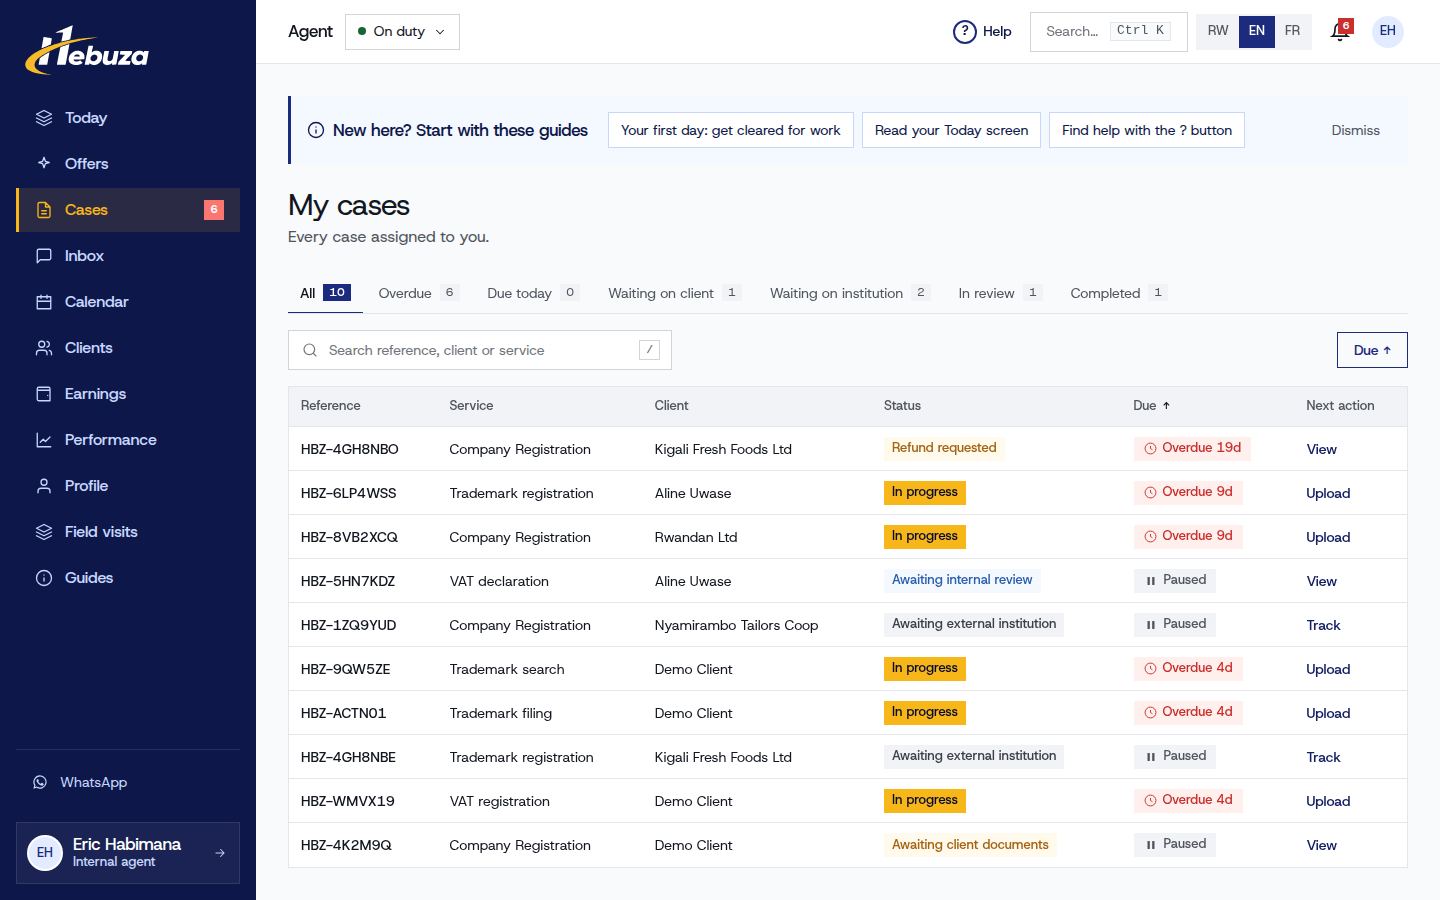 Hebuza
Today
Offers
Cases 6
Inbox
Calendar
Clients
Earnings
Performance
Profile
Field visits
Guides
WhatsApp
EH Eric Habimana
Internal agent
Agent On duty
? Help Search... Ctrl K RW EN FR 6 EH
New here? Start with these guides Your first day: get cleared for work Read your Today screen Find help with the ? button Dismiss
My cases
Every case assigned to you.
All 10 Overdue 6 Due today 0 Waiting on client 1 Waiting on institution 2 In review 1 Completed 1
Search reference, client or service / Due ↑
Reference Service Client Status Due ↑ Next action
HBZ-4GH8NBO Company Registration Kigali Fresh Foods Ltd Refund requested Overdue 19d View
HBZ-6LP4WSS Trademark registration Aline Uwase In progress Overdue 9d Upload
HBZ-8VB2XCQ Company Registration Rwandan Ltd In progress Overdue 9d Upload
HBZ-5HN7KDZ VAT declaration Aline Uwase Awaiting internal review Paused View
HBZ-1ZQ9YUD Company Registration Nyamirambo Tailors Coop Awaiting external institution Paused Track
HBZ-9QW5ZE Trademark search Demo Client In progress Overdue 4d Upload
HBZ-ACTN01 Trademark filing Demo Client In progress Overdue 4d Upload
HBZ-4GH8NBE Trademark registration Kigali Fresh Foods Ltd Awaiting external institution Paused Track
HBZ-WMVX19 VAT registration Demo Client In progress Overdue 4d Upload
HBZ-4K2M9Q Company Registration Demo Client Awaiting client documents Paused View